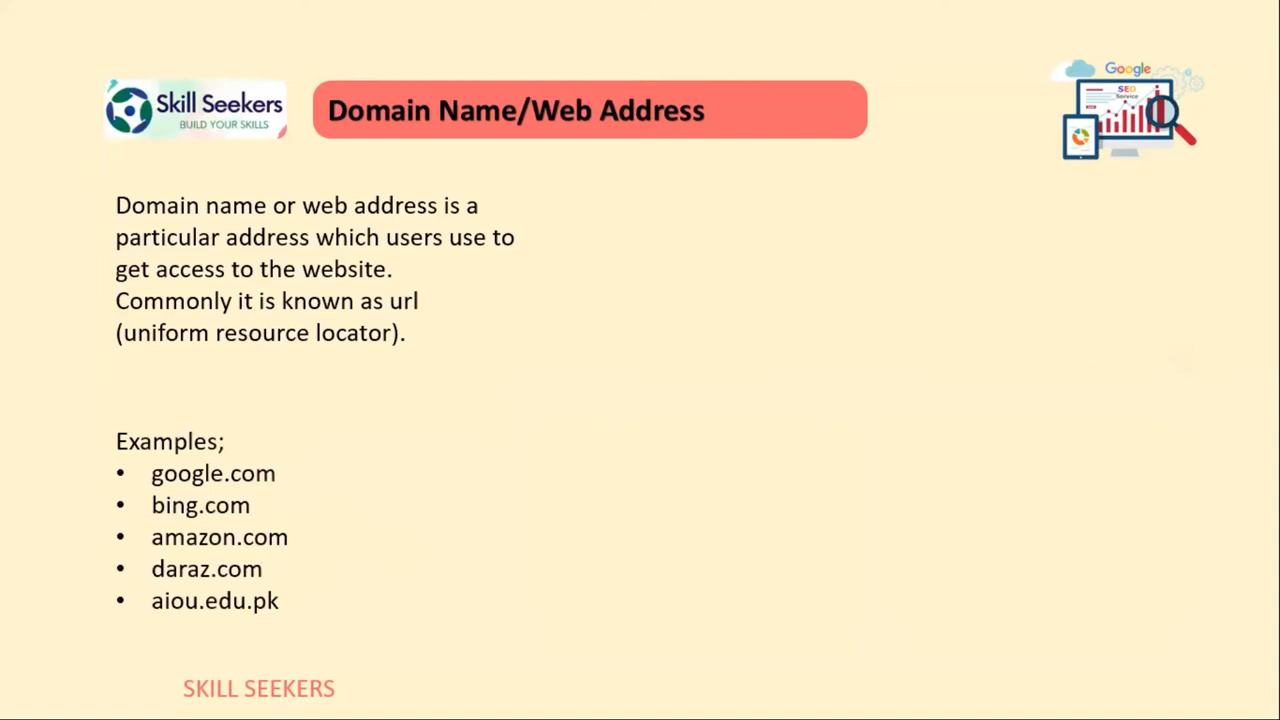 Skill Seekers
BUILD YOUR SKILLS
Domain Name/Web Address
Google
SEO
Service
Domain name or web address is a
particular address which users use to
get access to the website.
Commonly it is known as url
(uniform resource locator).
Examples;
• google.com
• bing.com
• amazon.com
• daraz.com
• aiou.edu.pk
SKILL SEEKERS